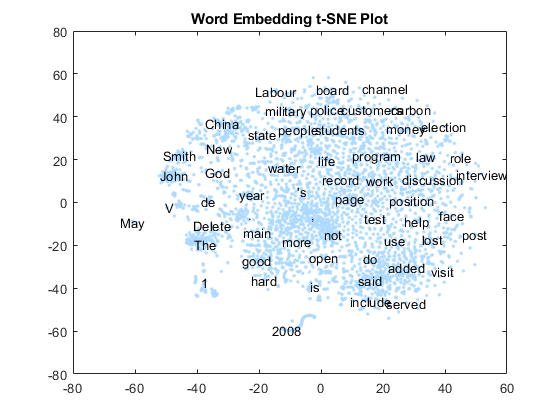 Word Embedding t-SNE Plot
80
60
40
20
0
-20
-40
-60
-80
Labour board channel
military police customers carbon
China state people students money election
Smith New water life program law role
John God record work discussion interview
V de year 's page position
May Delete main . , test help face
The more not use lost post
good open do added visit
1 hard is said
include served
2008
-80 -60 -40 -20 0 20 40 60